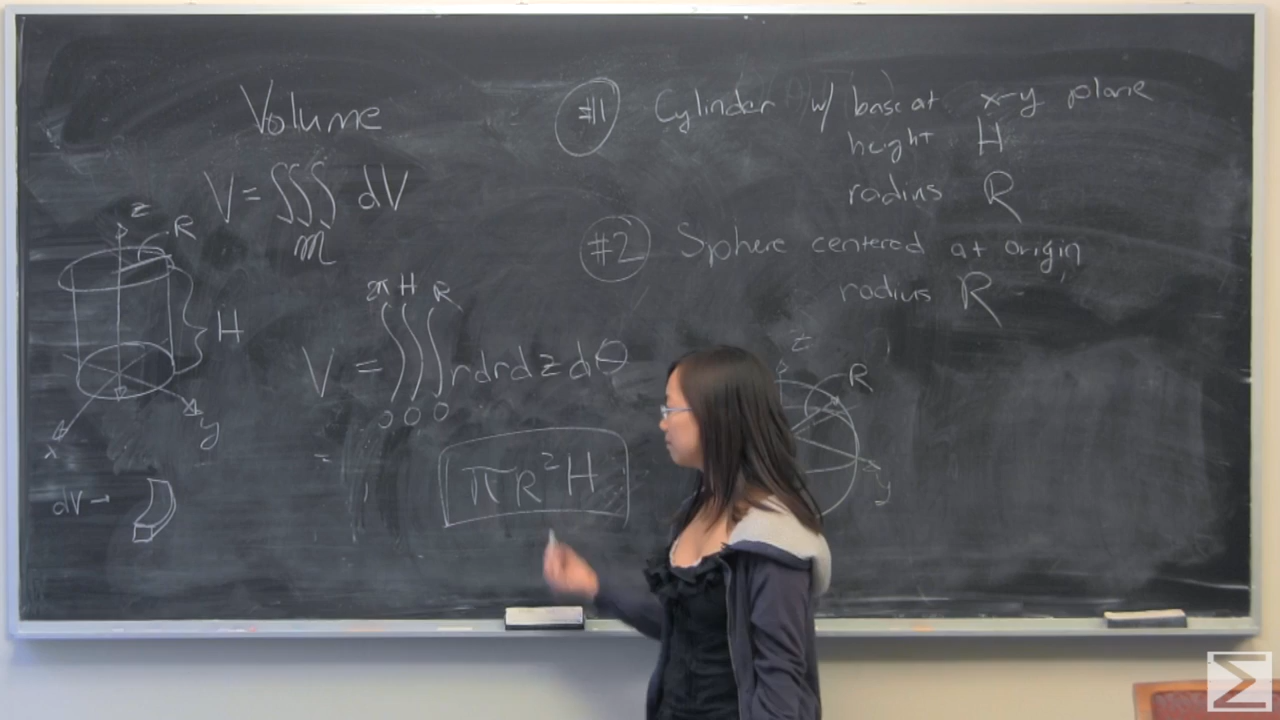 Volume
V = ∭ dV
m
z
R
H
x
y
dV →
2π H R
V = ∭ r dr dz dθ
0 0 0
=
πR²H
#1 Cylinder w/ base at x-y plane
height H
radius R
#2 Sphere centered at origin
radius R
z
R
y
Σ